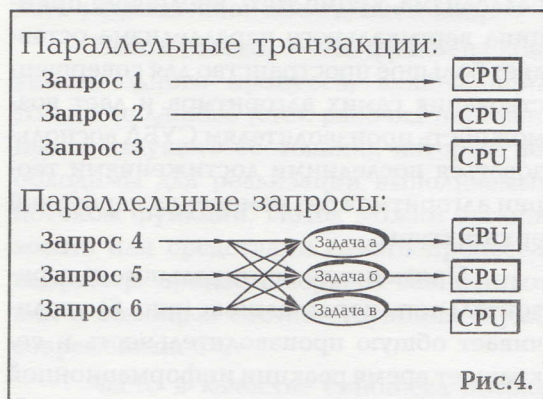 Параллельные транзакции:
Запрос 1 CPU
Запрос 2 CPU
Запрос 3 CPU
Параллельные запросы:
Запрос 4 Задача а CPU
Запрос 5 Задача б CPU
Запрос 6 Задача в CPU
Рис.4.